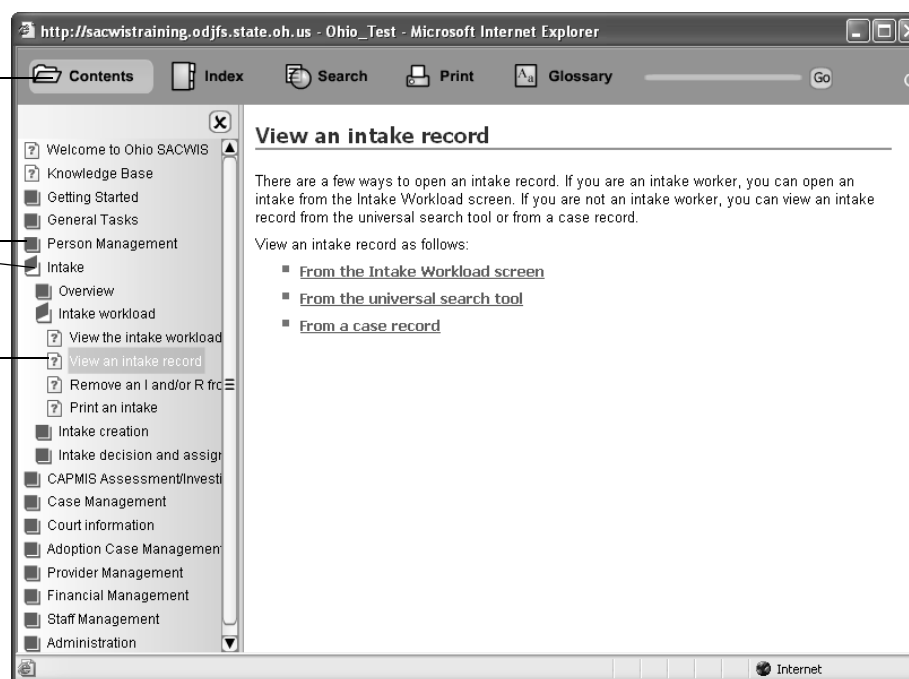 http://sacwistraining.odjfs.state.oh.us - Ohio_Test - Microsoft Internet Explorer
Contents Index Search Print Glossary Go
Welcome to Ohio SACWIS
Knowledge Base
Getting Started
General Tasks
Person Management
Intake
Overview
Intake workload
View the intake workload
View an intake record
Remove an I and/or R fro
Print an intake
Intake creation
Intake decision and assign
CAPMIS Assessment/Investi
Case Management
Court information
Adoption Case Managemen
Provider Management
Financial Management
Staff Management
Administration
View an intake record
There are a few ways to open an intake record. If you are an intake worker, you can open an
intake from the Intake Workload screen. If you are not an intake worker, you can view an intake
record from the universal search tool or from a case record.
View an intake record as follows:
From the Intake Workload screen
From the universal search tool
From a case record
Internet